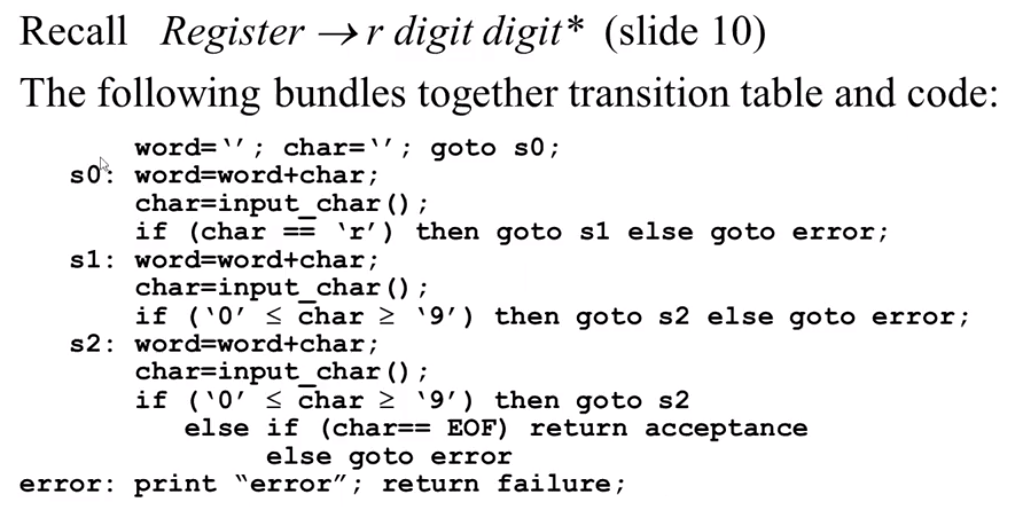 Recall Register → r digit digit* (slide 10)
The following bundles together transition table and code:
word=‘’; char=‘’; goto s0;
s0: word=word+char;
char=input_char();
if (char == ‘r’) then goto s1 else goto error;
s1: word=word+char;
char=input_char();
if (‘0’ ≤ char ≥ ‘9’) then goto s2 else goto error;
s2: word=word+char;
char=input_char();
if (‘0’ ≤ char ≥ ‘9’) then goto s2
else if (char== EOF) return acceptance
else goto error
error: print “error”; return failure;